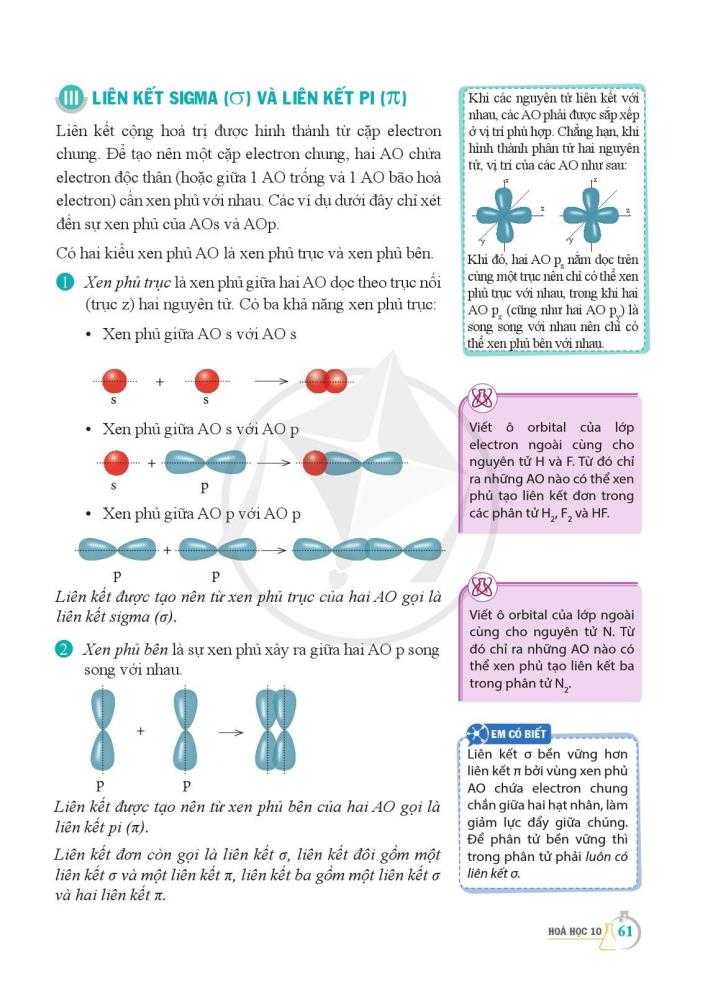 III LIÊN KẾT SIGMA (σ) VÀ LIÊN KẾT PI (π)
Liên kết cộng hoá trị được hình thành từ cặp electron
chung. Để tạo nên một cặp electron chung, hai AO chứa
electron độc thân (hoặc giữa 1 AO trống và 1 AO bão hoà
electron) cần xen phủ với nhau. Các ví dụ dưới đây chỉ xét
đến sự xen phủ của AOs và AOp.
Có hai kiểu xen phủ AO là xen phủ trục và xen phủ bên.
1 Xen phủ trục là xen phủ giữa hai AO dọc theo trục nối
(trục z) hai nguyên tử. Có ba khả năng xen phủ trục:
• Xen phủ giữa AO s với AO s
+
s s
• Xen phủ giữa AO s với AO p
+
s p
• Xen phủ giữa AO p với AO p
+
p p
Liên kết được tạo nên từ xen phủ trục của hai AO gọi là
liên kết sigma (σ).
2 Xen phủ bên là sự xen phủ xảy ra giữa hai AO p song
song với nhau.
+
p p
Liên kết được tạo nên từ xen phủ bên của hai AO gọi là
liên kết pi (π).
Liên kết đơn còn gọi là liên kết σ, liên kết đôi gồm một
liên kết σ và một liên kết π, liên kết ba gồm một liên kết σ
và hai liên kết π.
Khi các nguyên tử liên kết với
nhau, các AO phải được sắp xếp
ở vị trí phù hợp. Chẳng hạn, khi
hình thành phân tử hai nguyên
tử, vị trí của các AO như sau:
x x
z z
y y
Khi đó, hai AO pz nằm dọc trên
cùng một trục nên chỉ có thể xen
phủ trục với nhau, trong khi hai
AO px (cũng như hai AO py) là
song song với nhau nên chỉ có
thể xen phủ bên với nhau.
Viết ô orbital của lớp
electron ngoài cùng cho
nguyên tử H và F. Từ đó chỉ
ra những AO nào có thể xen
phủ tạo liên kết đơn trong
các phân tử H₂, F₂ và HF.
Viết ô orbital của lớp ngoài
cùng cho nguyên tử N. Từ
đó chỉ ra những AO nào có
thể xen phủ tạo liên kết ba
trong phân tử N₂.
EM CÓ BIẾT
Liên kết σ bền vững hơn
liên kết π bởi vùng xen phủ
AO chứa electron chung
chắn giữa hai hạt nhân, làm
giảm lực đẩy giữa chúng.
Để phân tử bền vững thì
trong phân tử phải luôn có
liên kết σ.
HOÁ HỌC 10 61